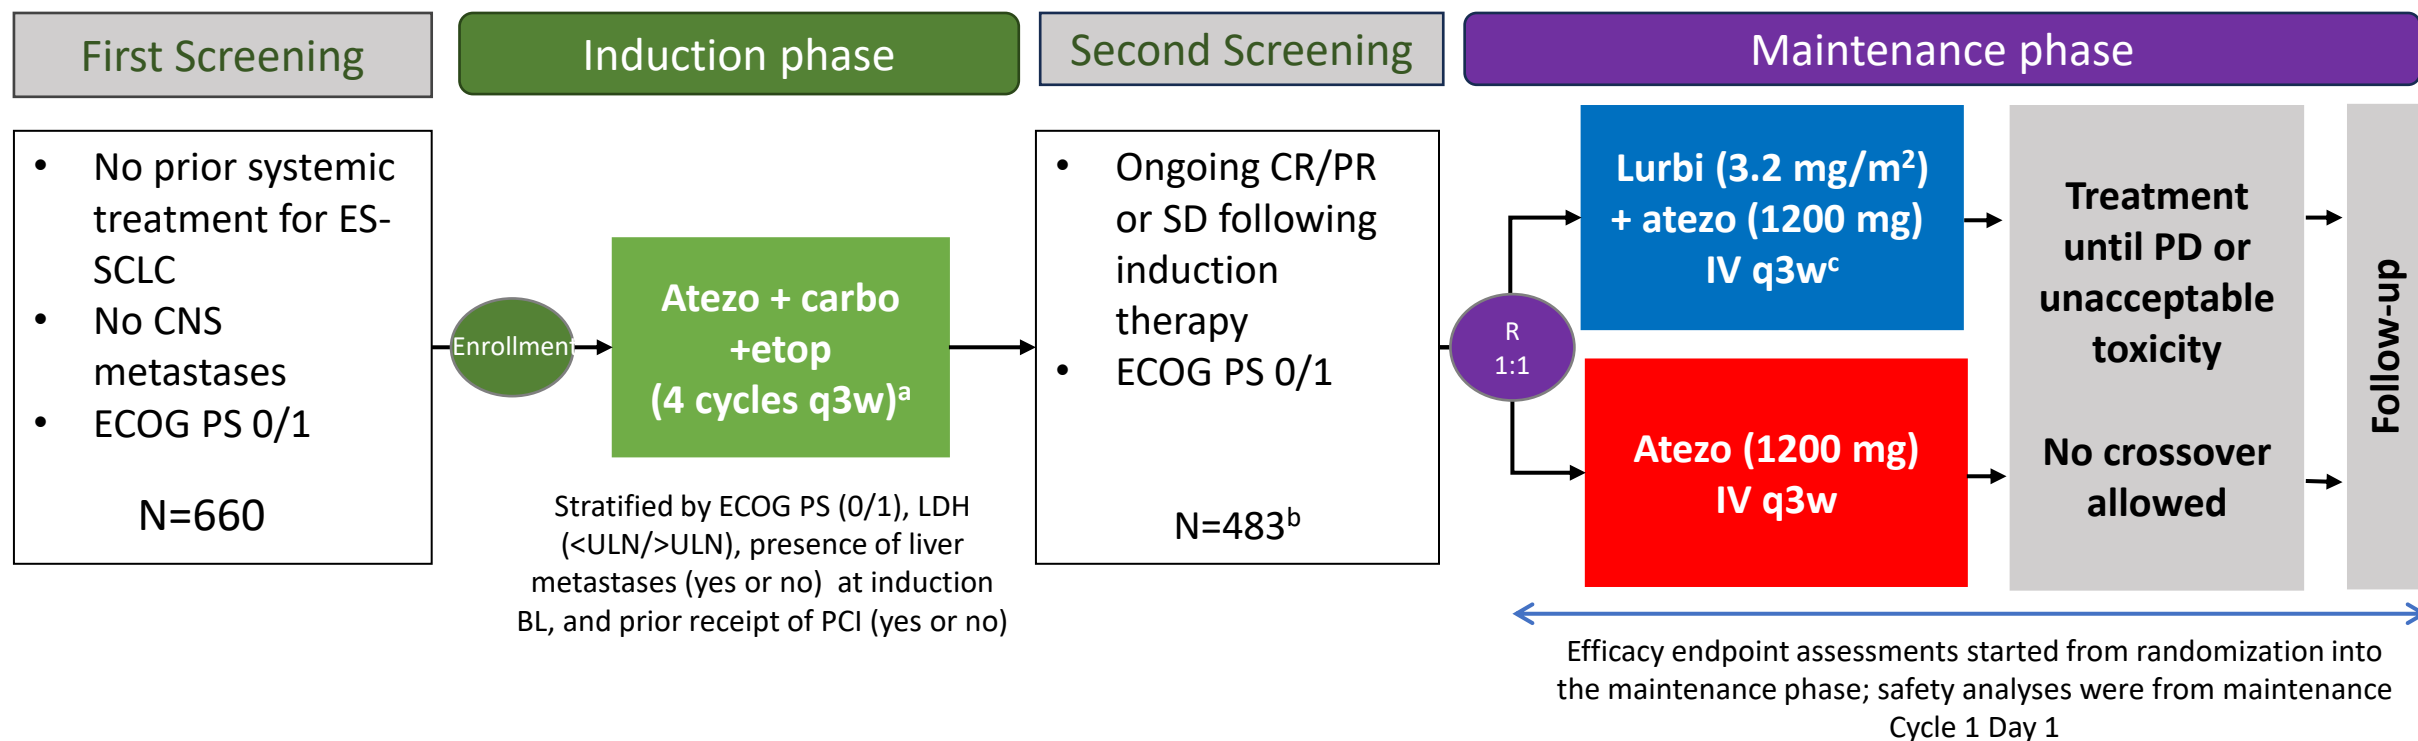 First Screening
Induction phase
Second Screening
Maintenance phase
• No prior systemic
treatment for ES-
SCLC
• No CNS
metastases
• ECOG PS 0/1
N=660
Enrollment
Atezo + carbo
+etop
(4 cycles q3w)ᵃ
Stratified by ECOG PS (0/1), LDH
(<ULN/>ULN), presence of liver
metastases (yes or no) at induction
BL, and prior receipt of PCI (yes or no)
• Ongoing CR/PR
or SD following
induction
therapy
• ECOG PS 0/1
N=483ᵇ
R
1:1
Lurbi (3.2 mg/m²)
+ atezo (1200 mg)
IV q3wᶜ
Atezo (1200 mg)
IV q3w
Treatment
until PD or
unacceptable
toxicity
No crossover
allowed
Follow-up
Efficacy endpoint assessments started from randomization into
the maintenance phase; safety analyses were from maintenance
Cycle 1 Day 1